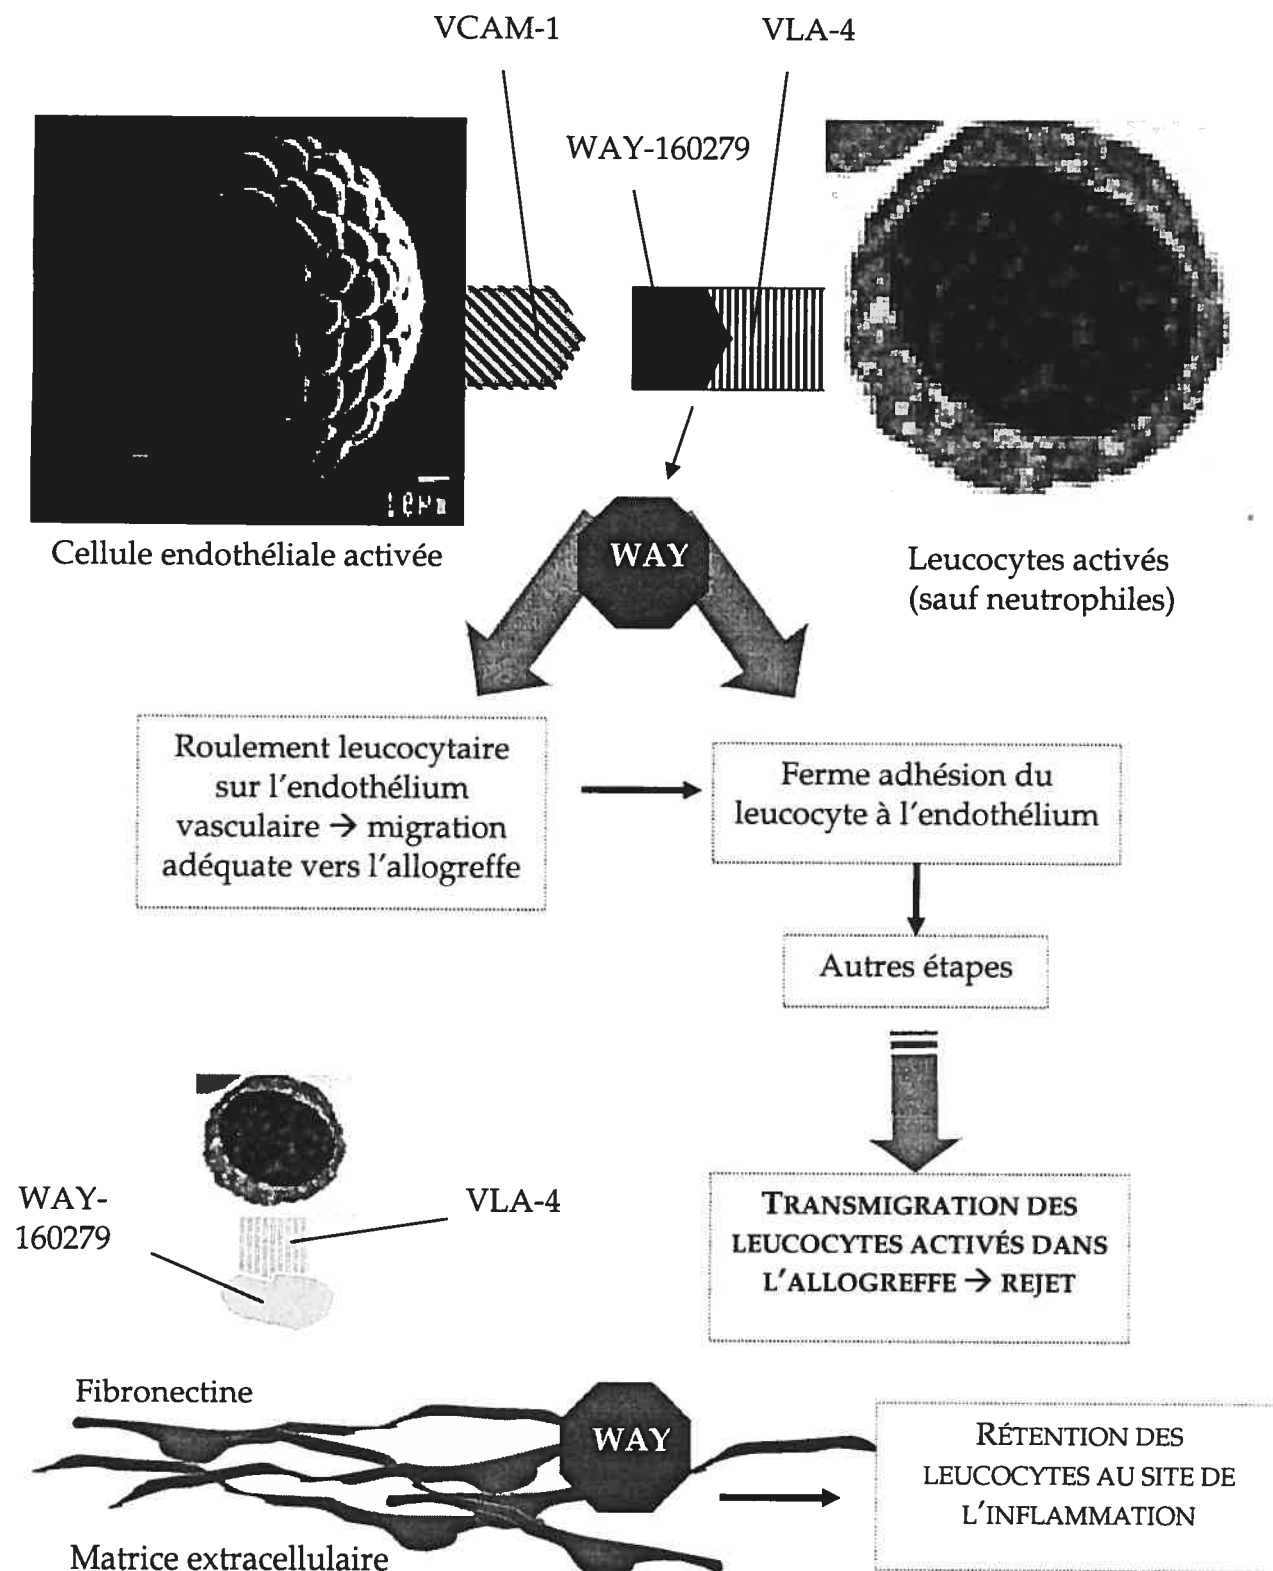 VCAM-1
VLA-4
WAY-160279
Cellule endothéliale activée
Leucocytes activés
(sauf neutrophiles)
WAY
Roulement leucocytaire
sur l'endothélium
vasculaire → migration
adéquate vers l'allogreffe
Ferme adhésion du
leucocyte à l'endothélium
Autres étapes
TRANSMIGRATION DES
LEUCOCYTES ACTIVÉS DANS
L'ALLOGREFFE → REJET
WAY-
160279
VLA-4
Fibronectine
WAY
RÉTENTION DES
LEUCOCYTES AU SITE DE
L'INFLAMMATION
Matrice extracellulaire